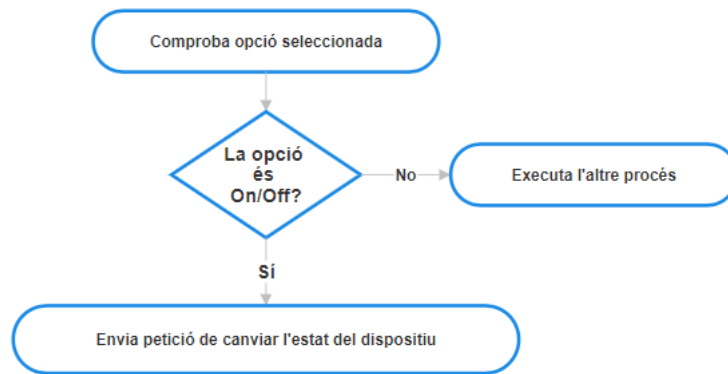 Comproba opció seleccionada
La opció
és
On/Off?
No
Executa l'altre procés
Sí
Envia petició de canviar l'estat del dispositiu